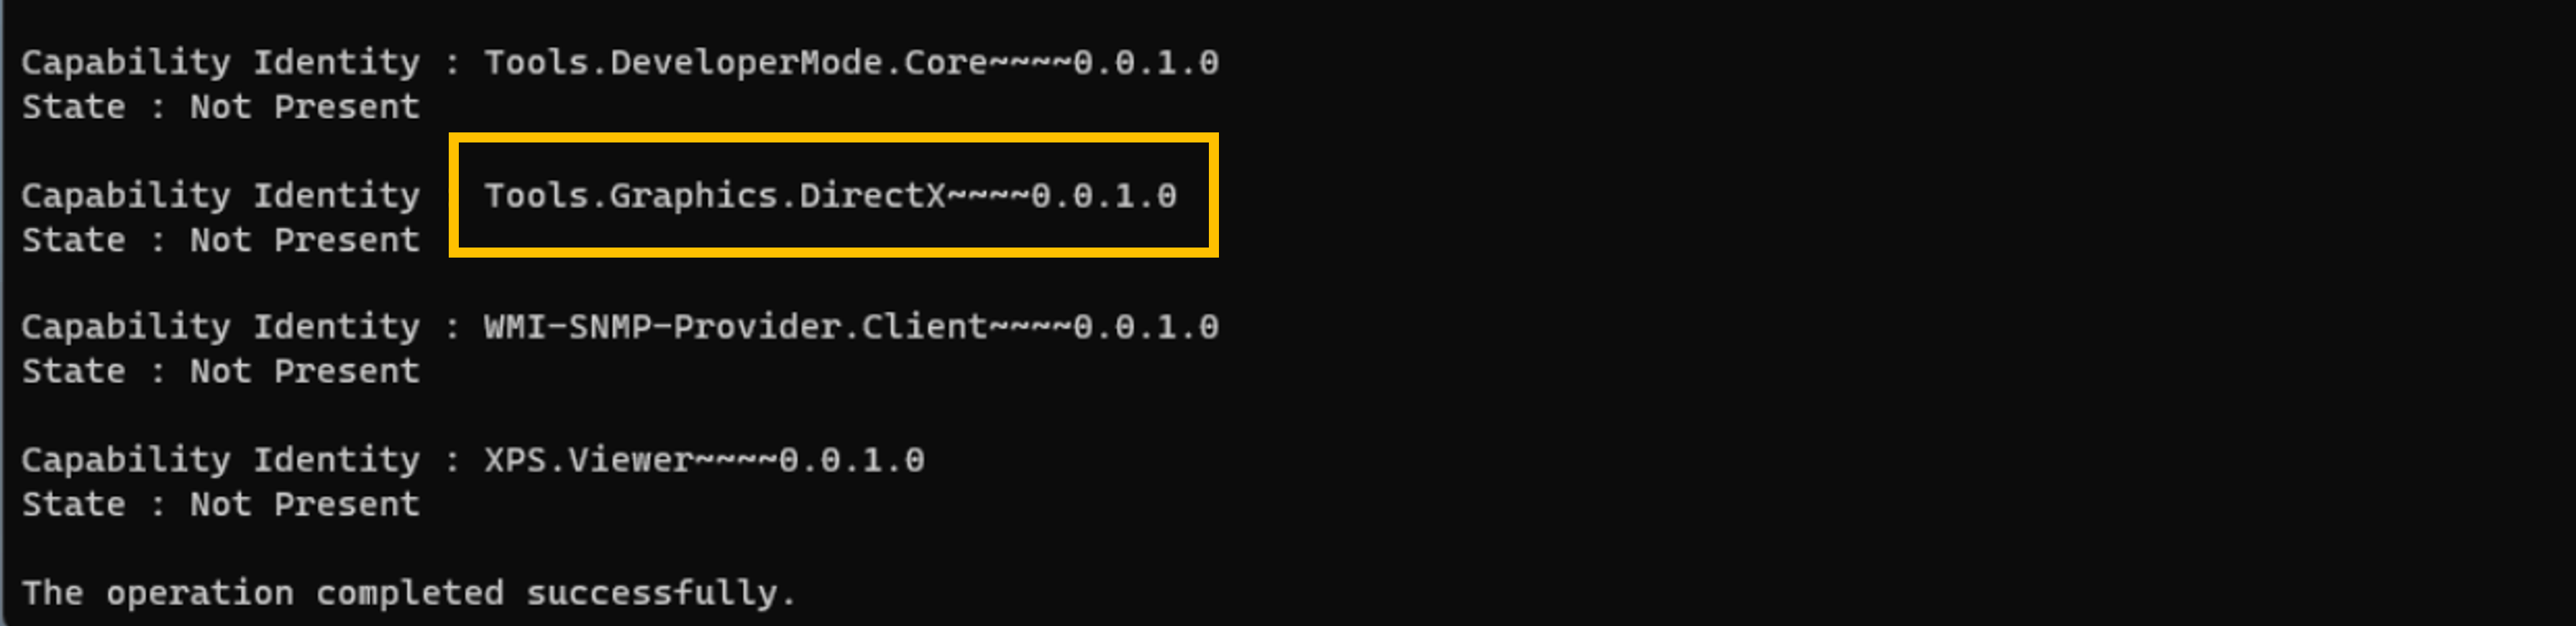 Capability Identity : Tools.DeveloperMode.Core~~~~0.0.1.0
State : Not Present
Capability Identity Tools.Graphics.DirectX~~~~0.0.1.0
State : Not Present
Capability Identity : WMI-SNMP-Provider.Client~~~~0.0.1.0
State : Not Present
Capability Identity : XPS.Viewer~~~~0.0.1.0
State : Not Present
The operation completed successfully.